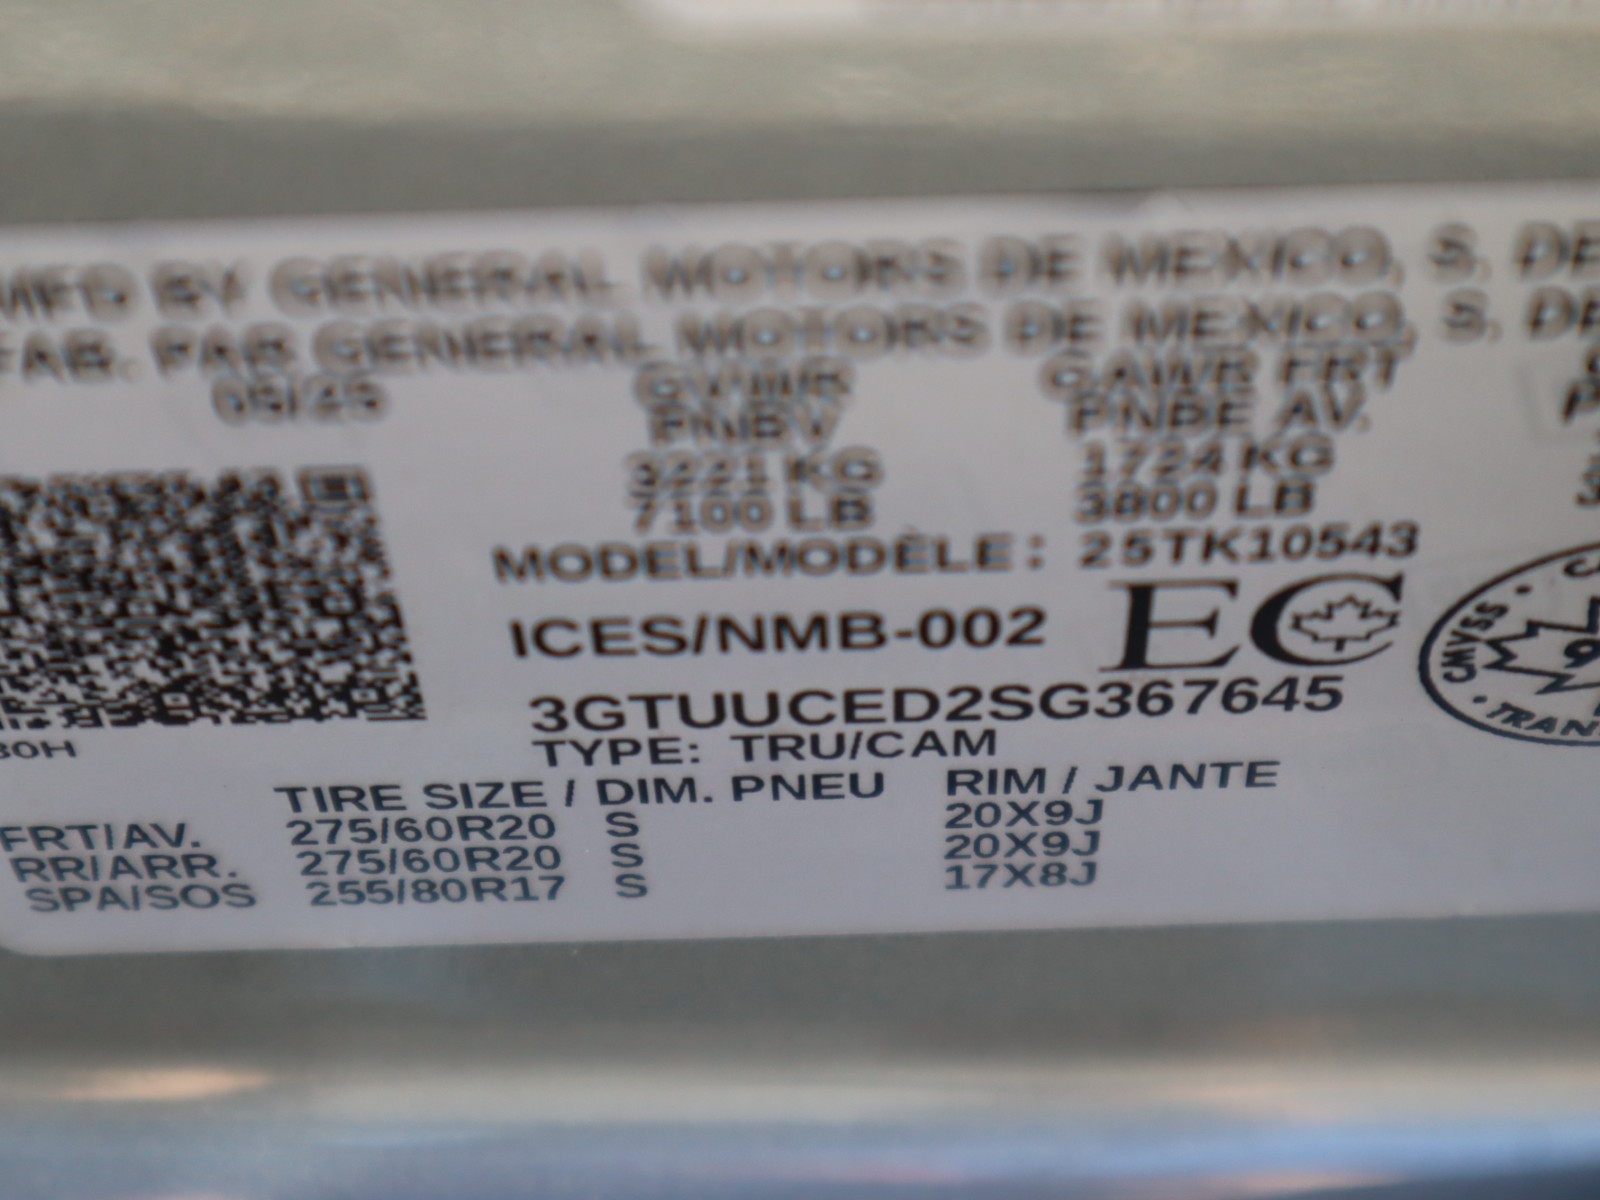 MFD BY GENERAL MOTORS DE MEXICO, S. DE
FAB. PAR GENERAL MOTORS DE MEXICO, S. DE
GVWR GAWR FRT
PNBV PNBE AV.
3221 KG 1724 KG
7100 LB 3800 LB
MODEL/MODÈLE: 25TK10543
ICES/NMB-002 EC
3GTUUCED2SG367645
CMVSS
TYPE: TRU/CAM
TIRE SIZE / DIM. PNEU RIM / JANTE
FRT/AV. 275/60R20 S 20X9J
RR/ARR. 275/60R20 S 20X9J
SPA/SOS 255/80R17 S 17X8J